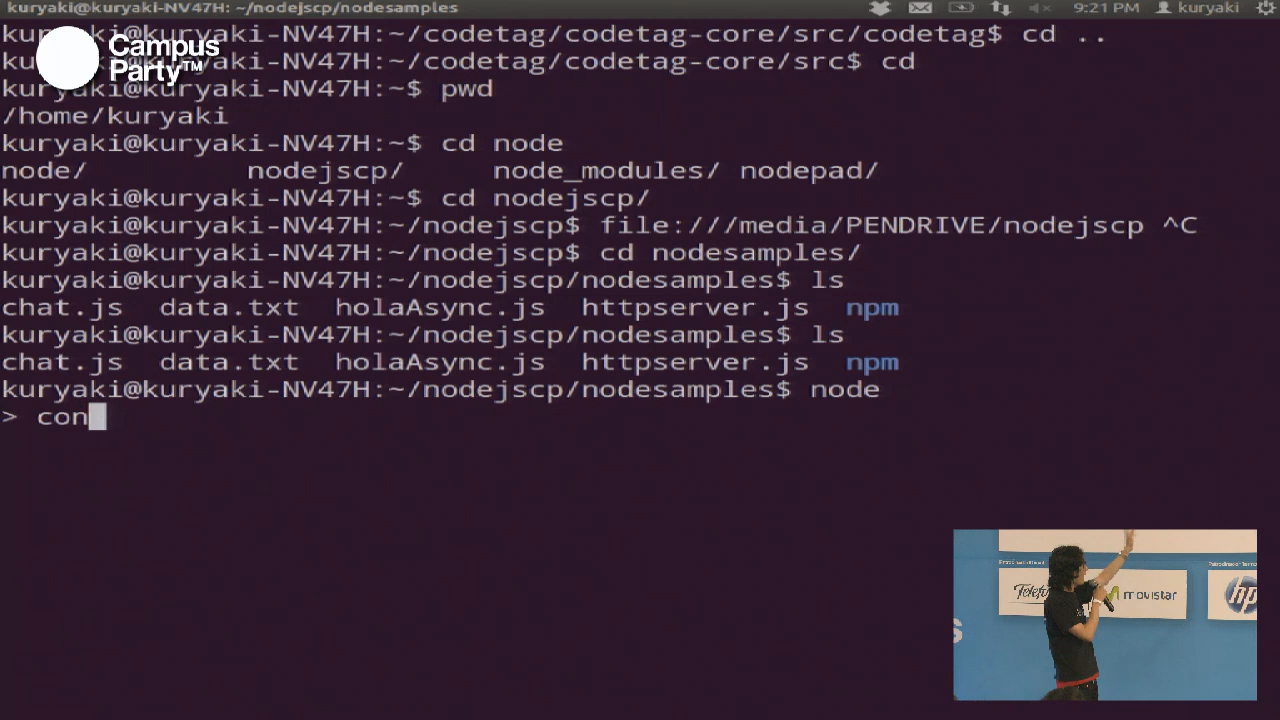 kuryaki@kuryaki-NV47H: ~/nodejscp/nodesamples
9:21 PM kuryaki
Campus
Party™
kuryaki@kuryaki-NV47H:~/codetag/codetag-core/src/codetag$ cd ..
kuryaki@kuryaki-NV47H:~/codetag/codetag-core/src$ cd
kuryaki@kuryaki-NV47H:~$ pwd
/home/kuryaki
kuryaki@kuryaki-NV47H:~$ cd node
node/ nodejscp/ node_modules/ nodepad/
kuryaki@kuryaki-NV47H:~$ cd nodejscp/
kuryaki@kuryaki-NV47H:~/nodejscp$ file:///media/PENDRIVE/nodejscp ^C
kuryaki@kuryaki-NV47H:~/nodejscp$ cd nodesamples/
kuryaki@kuryaki-NV47H:~/nodejscp/nodesamples$ ls
chat.js data.txt holaAsync.js httpserver.js npm
kuryaki@kuryaki-NV47H:~/nodejscp/nodesamples$ ls
chat.js data.txt holaAsync.js httpserver.js npm
kuryaki@kuryaki-NV47H:~/nodejscp/nodesamples$ node
> con
movistar
hp
s